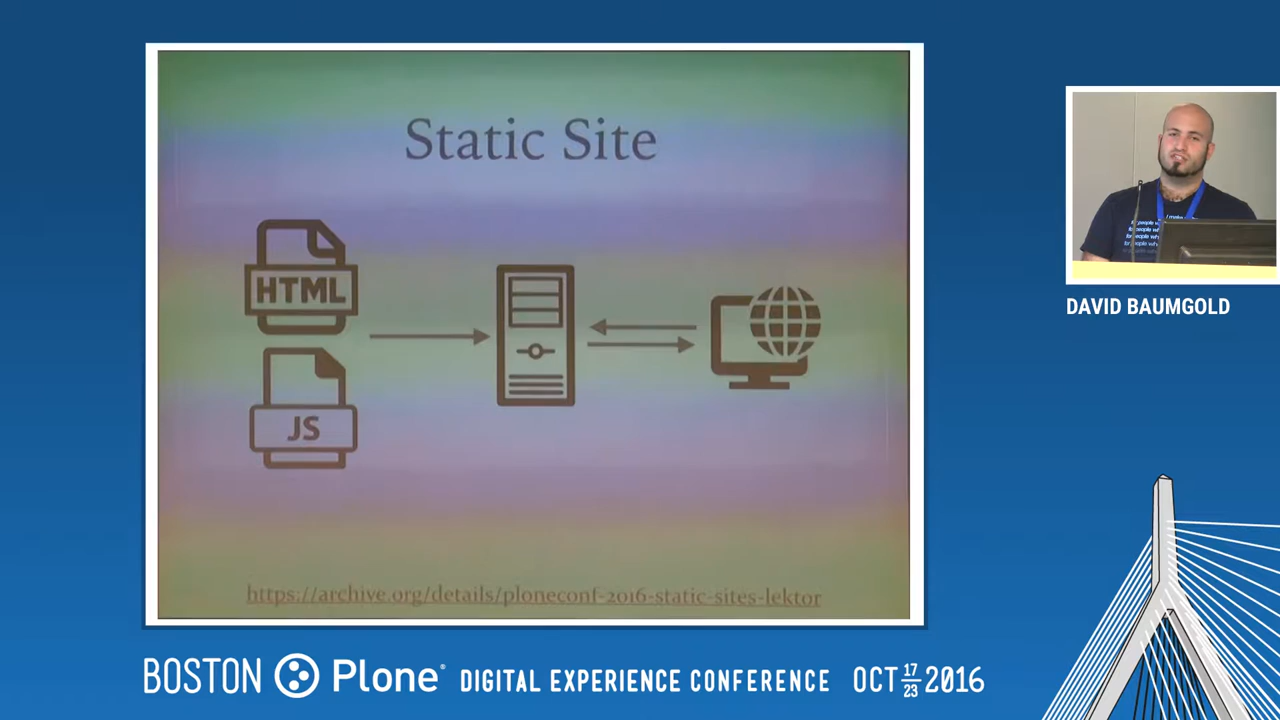 Static Site
HTML
JS
https://archive.org/details/ploneconf-2016-static-sites-lektor
DAVID BAUMGOLD
BOSTON Plone® DIGITAL EXPERIENCE CONFERENCE OCT 17/23 2016